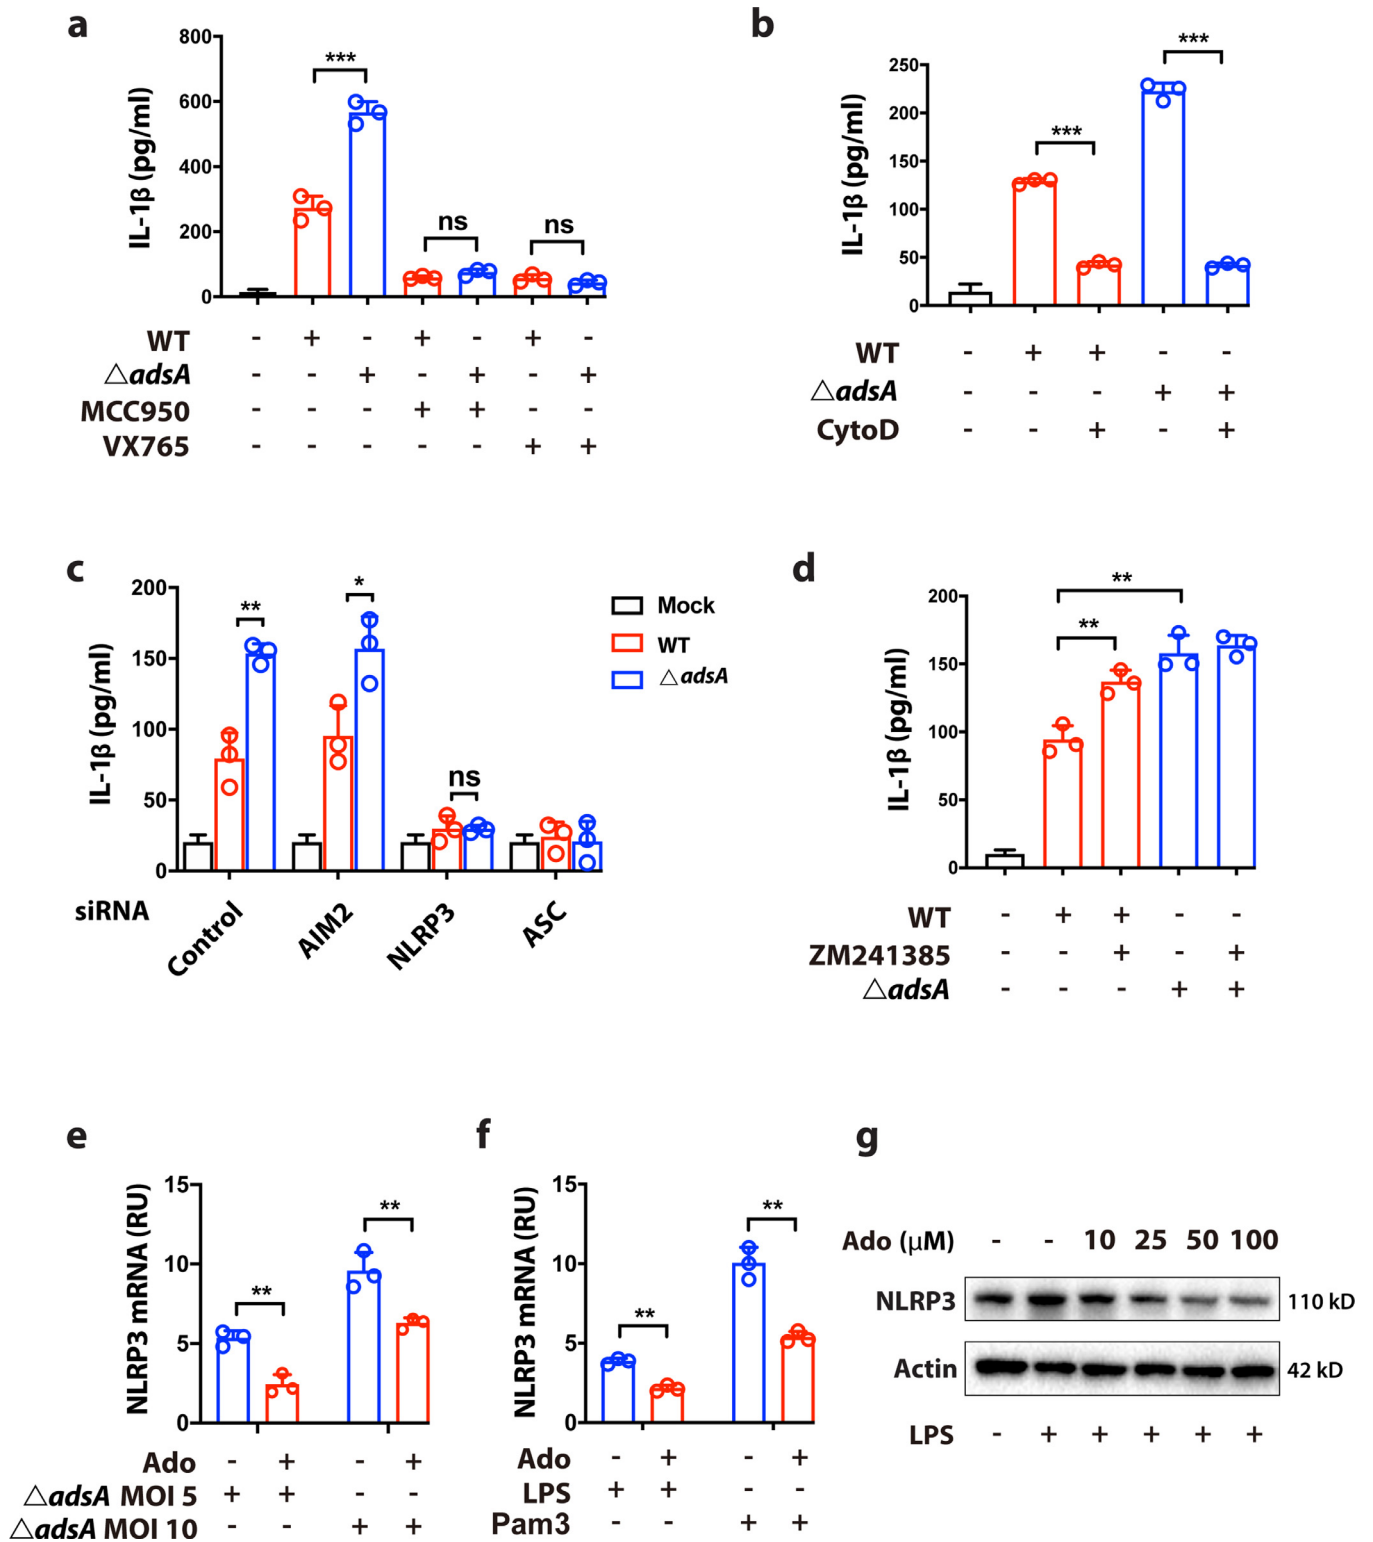 a
IL-1β (pg/ml)
800
600
400
200
0
***
ns
ns
WT - + - + - + -
△adsA - - + - + - +
MCC950 - - - + + - -
VX765 - - - - - + +
b
IL-1β (pg/ml)
250
200
150
100
50
0
***
***
WT - + + - -
△adsA - - - + +
CytoD - - + - +
c
IL-1β (pg/ml)
200
150
100
50
0
**
*
ns
Mock
WT
△adsA
siRNA
Control
AIM2
NLRP3
ASC
d
IL-1β (pg/ml)
200
150
100
50
0
**
**
WT - + + - -
ZM241385 - - + - +
△adsA - - - + +
e
NLRP3 mRNA (RU)
15
10
5
0
**
**
Ado - + - +
△adsA MOI 5 + + - -
△adsA MOI 10 - - + +
f
NLRP3 mRNA (RU)
15
10
5
0
**
**
Ado - + - +
LPS + + - -
Pam3 - - + +
g
Ado (μM) - - 10 25 50 100
NLRP3 110 kD
Actin 42 kD
LPS - + + + + +